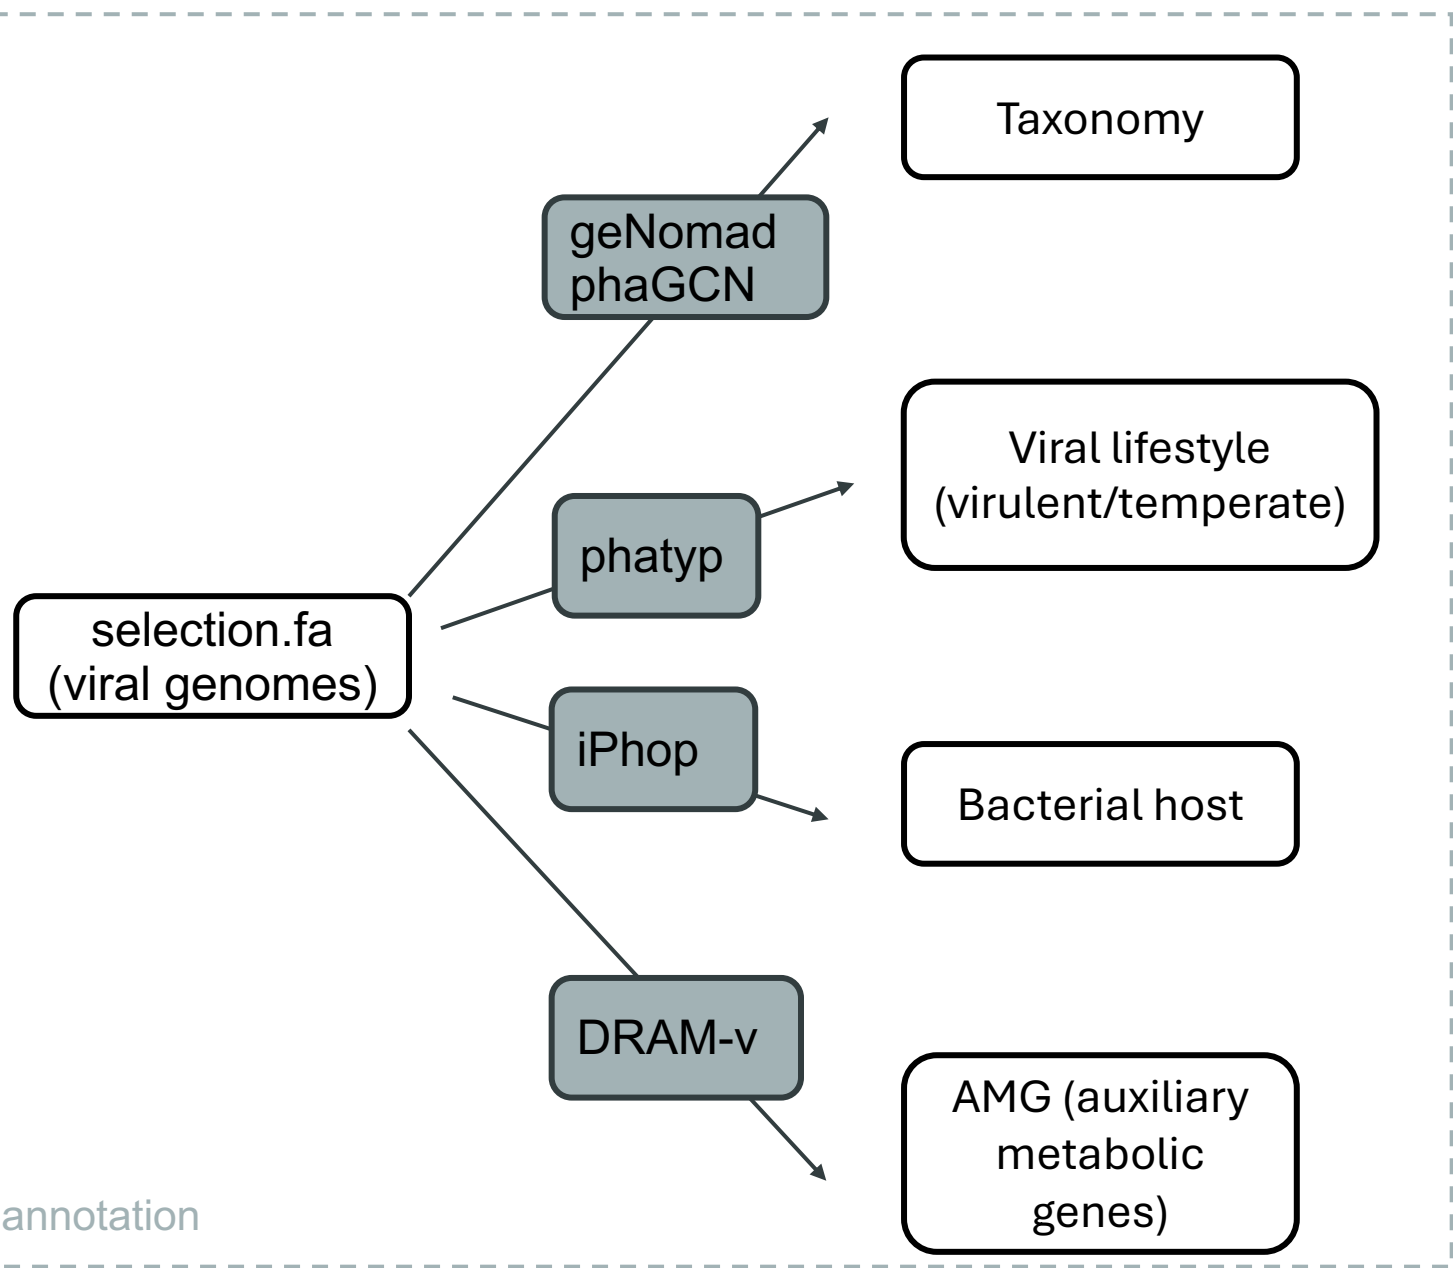 Taxonomy
geNomad
phaGCN
Viral lifestyle
(virulent/temperate)
phatyp
selection.fa
(viral genomes)
iPhop
Bacterial host
DRAM-v
AMG (auxiliary
metabolic
genes)
annotation